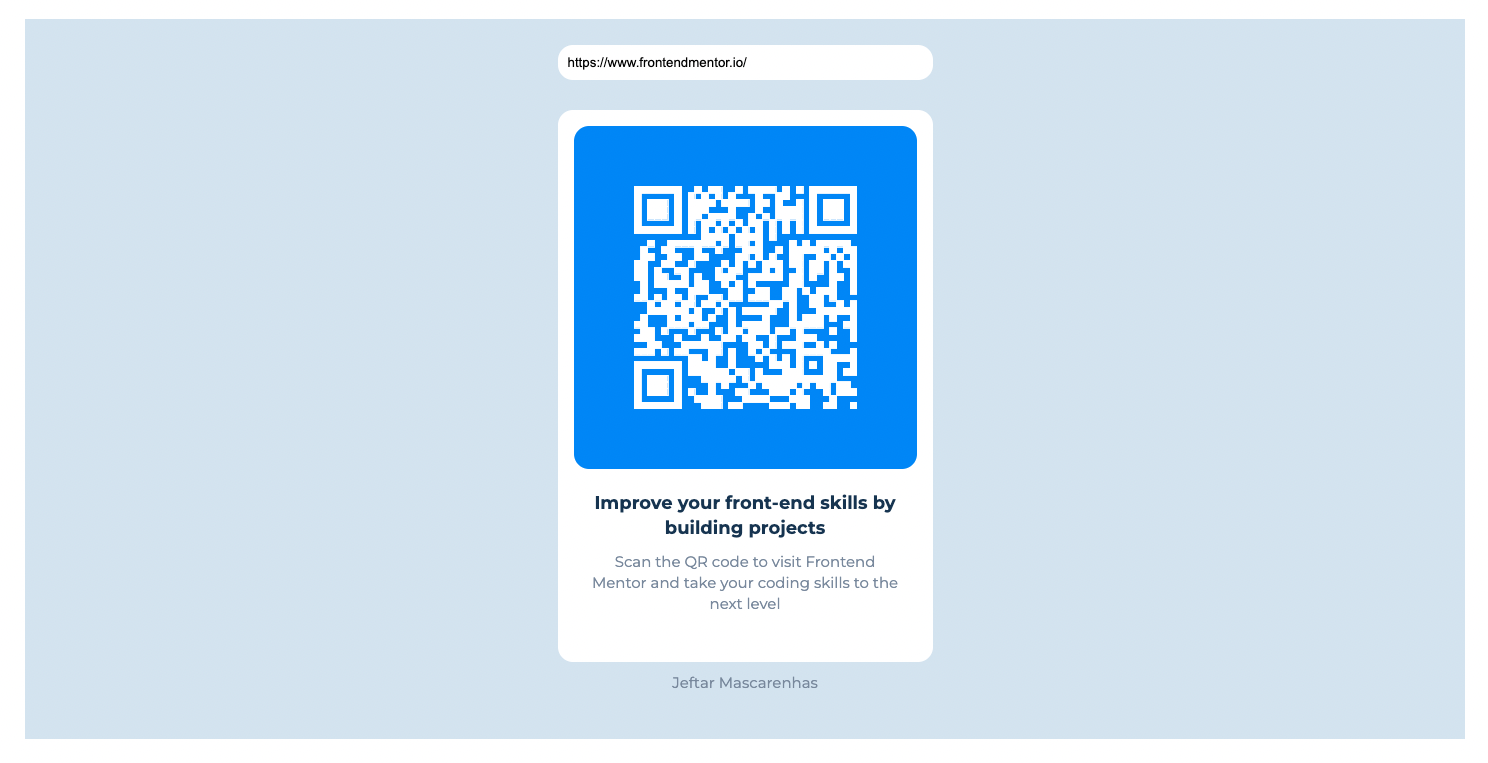 https://www.frontendmentor.io/
Improve your front-end skills by
building projects
Scan the QR code to visit Frontend
Mentor and take your coding skills to the
next level
Jeftar Mascarenhas